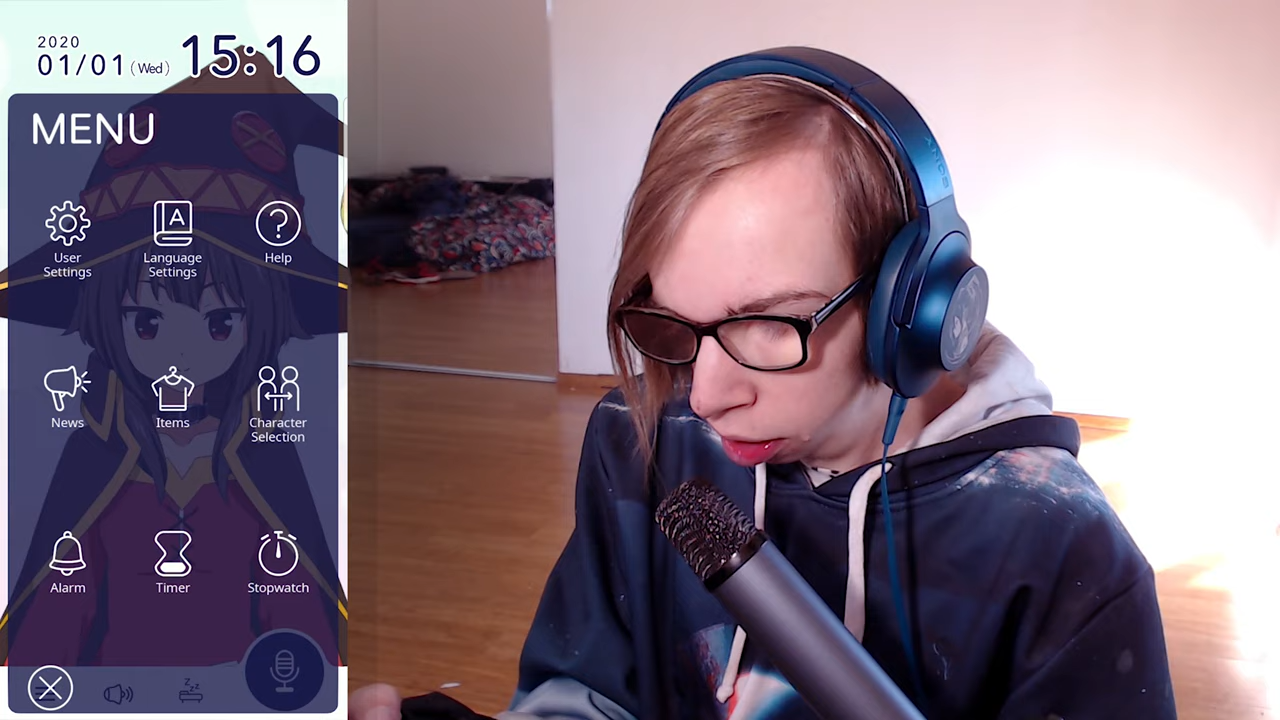 2020
01/01 (Wed) 15:16
MENU
User
Settings
Language
Settings
Help
News
Items
Character
Selection
Alarm
Timer
Stopwatch
SONY